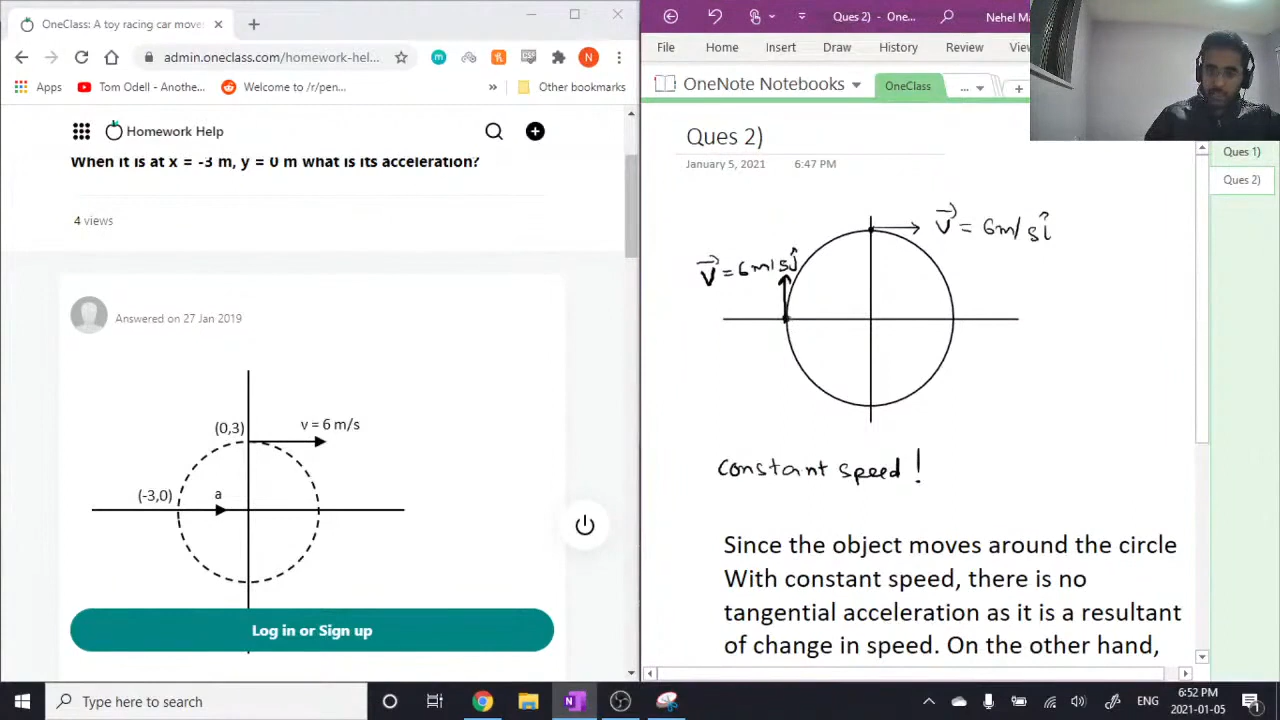 OneClass: A toy racing car move
admin.oneclass.com/homework-hel...
N
Apps
Tom Odell - Anothe...
Welcome to /r/pen...
»
Other bookmarks
Homework Help
When it is at x = -3 m, y = 0 m what is its acceleration?
4 views
Answered on 27 Jan 2019
(0,3)
v = 6 m/s
(-3,0)
a
Log in or Sign up
Ques 2) - One...
Nehel Ma
File
Home
Insert
Draw
History
Review
Viev
OneNote Notebooks
OneClass
...
Ques 1)
Ques 2)
Ques 2)
January 5, 2021
6:47 PM
v⃗ = 6m/s î
v⃗ = 6m/s ĵ
constant speed !
Since the object moves around the circle
With constant speed, there is no
tangential acceleration as it is a resultant
of change in speed. On the other hand,
Type here to search
ENG
6:52 PM
2021-01-05
1